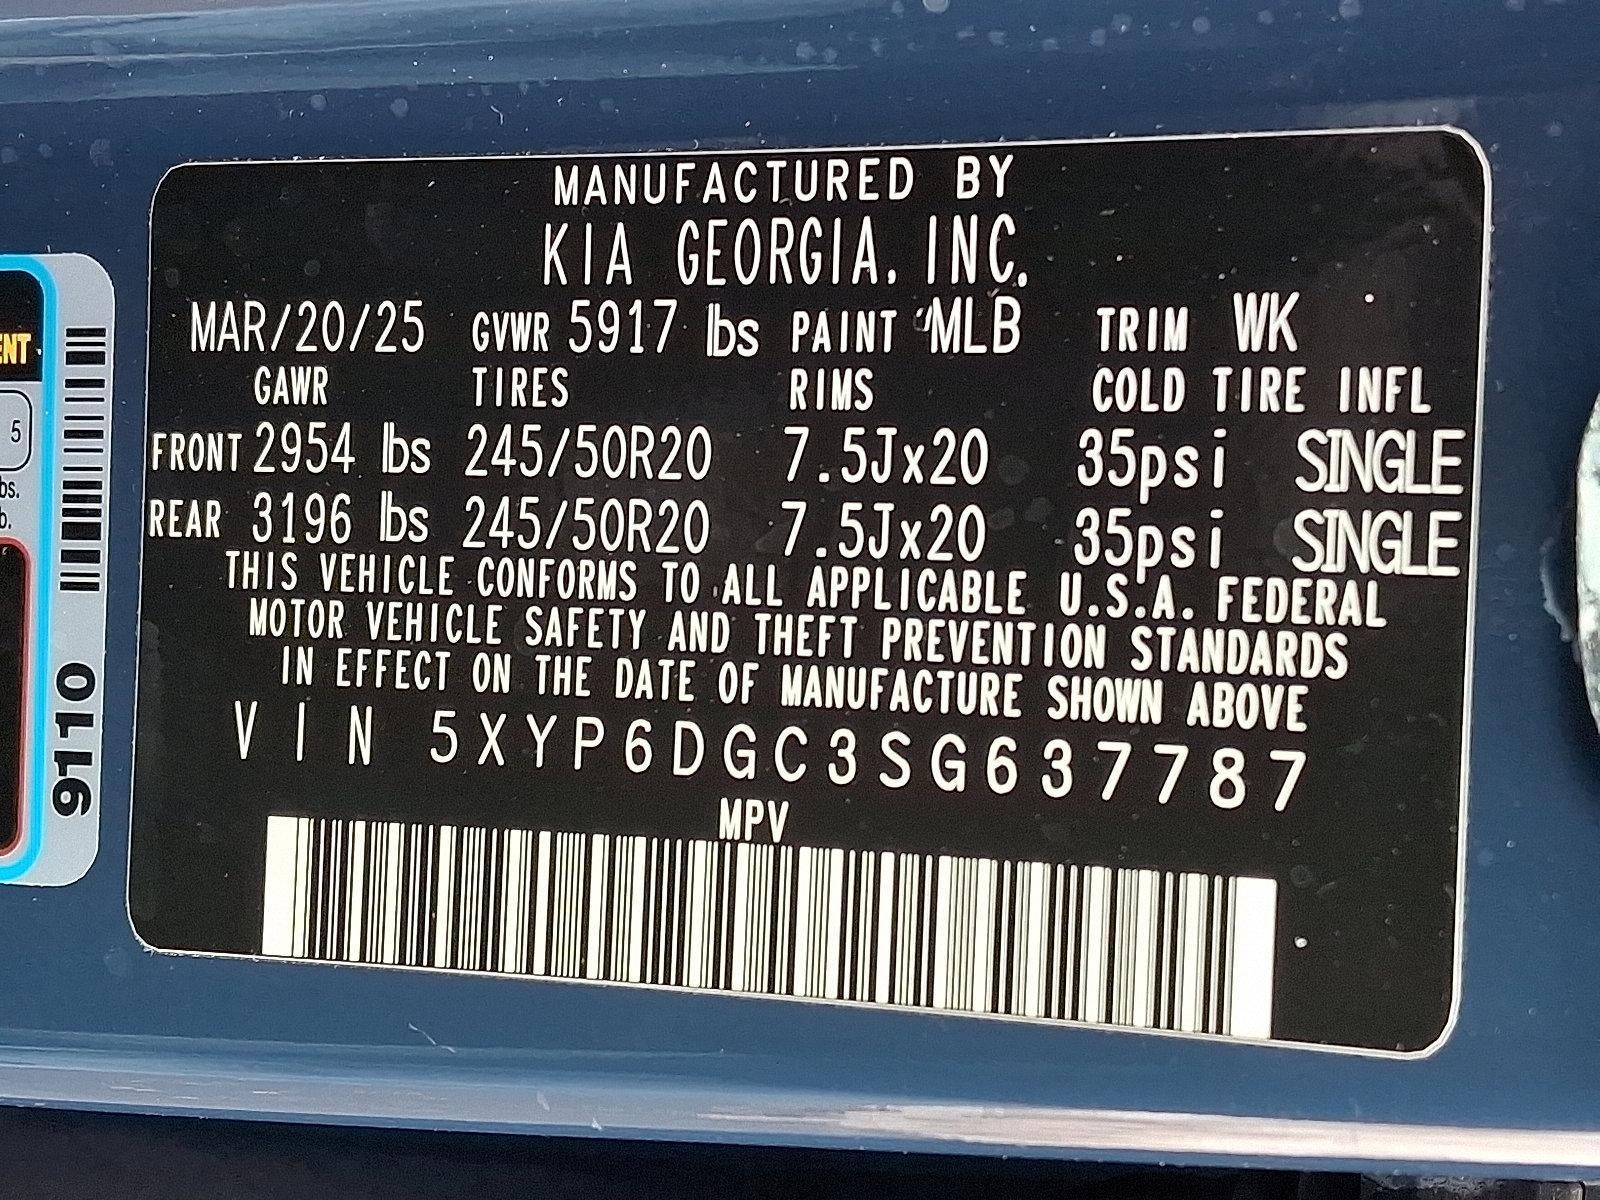 MANUFACTURED BY
KIA GEORGIA, INC.
MAR/20/25 GVWR 5917 lbs PAINT MLB TRIM WK
GAWR TIRES RIMS COLD TIRE INFL
FRONT 2954 lbs 245/50R20 7.5Jx20 35psi SINGLE
REAR 3196 lbs 245/50R20 7.5Jx20 35psi SINGLE
THIS VEHICLE CONFORMS TO ALL APPLICABLE U.S.A. FEDERAL
MOTOR VEHICLE SAFETY AND THEFT PREVENTION STANDARDS
IN EFFECT ON THE DATE OF MANUFACTURE SHOWN ABOVE
VIN 5XYP6DGC3SG637787
MPV
5
9110